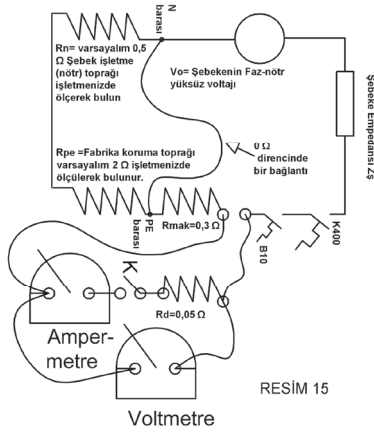 N
barası
Rn= varsayalım 0,5
Ω Şebek işletme
(nötr) toprağı
işletmenizde
ölçerek bulun
Vo= Şebekenin Faz-nötr
yüksüz voltajı
Şebeke Empedansı Zş
Rpe =Fabrika koruma toprağı
varsayalım 2 Ω işletmenizde
ölçülerek bulunur.
0 Ω
direncinde
bir bağlantı
PE
barası
Rmak=0,3 Ω
B10
K400
K
Rd=0,05 Ω
Amper-
metre
Voltmetre
RESİM 15